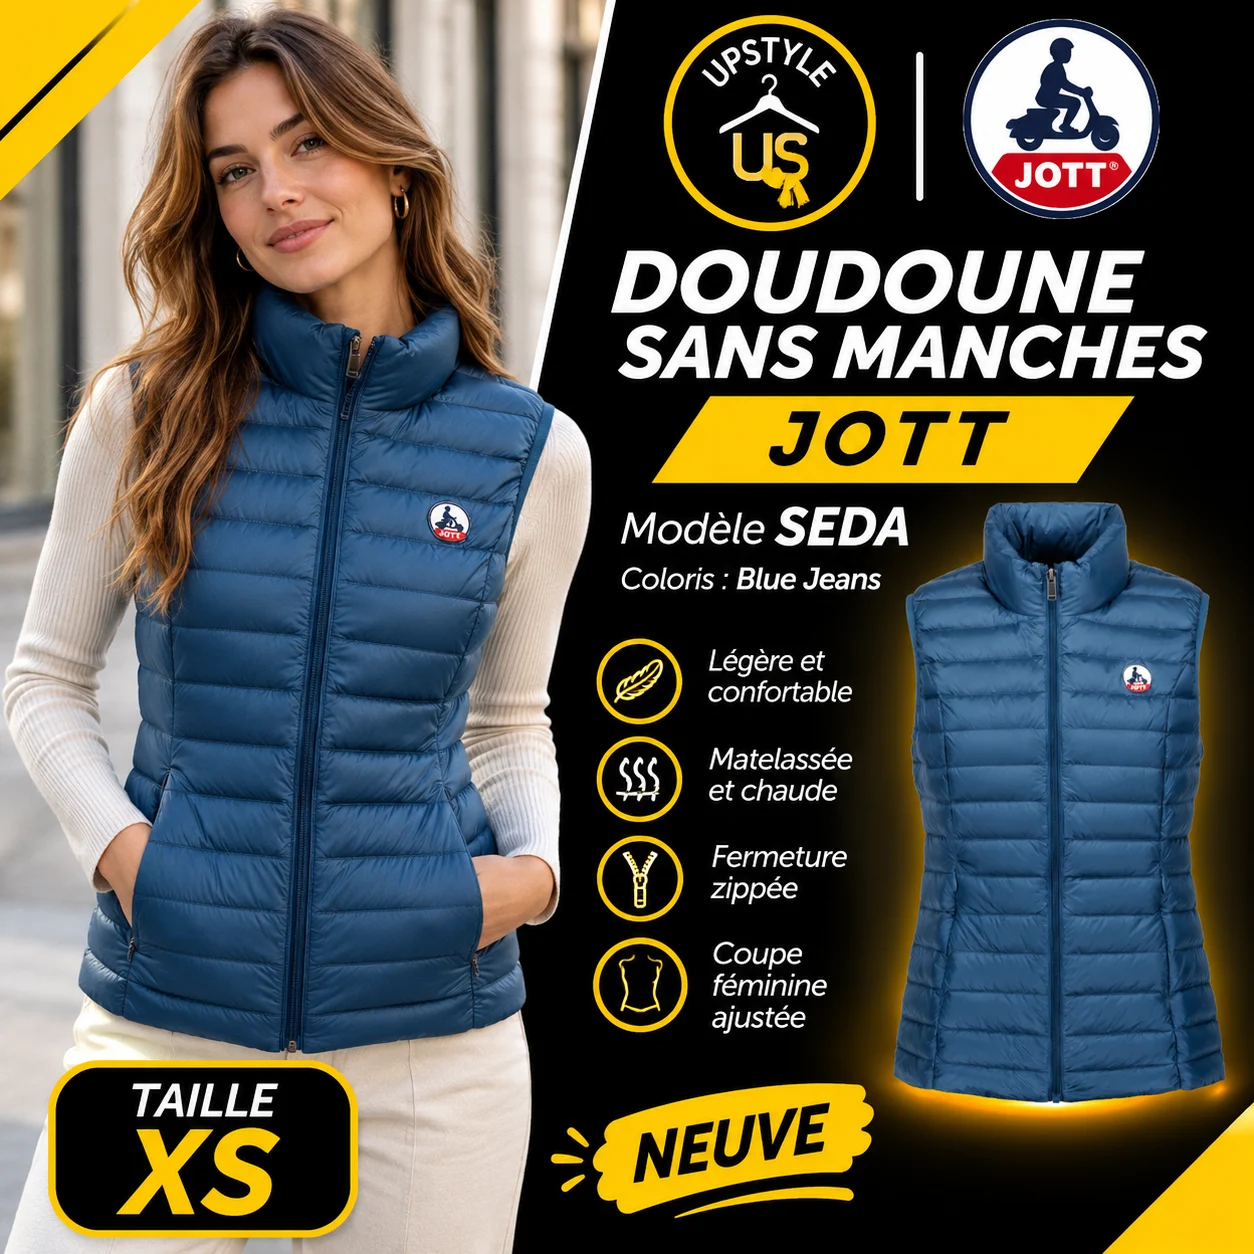 UPSTYLE
US
JOTT®
DOUDOUNE
SANS MANCHES
JOTT
Modèle SEDA
Coloris : Blue Jeans
Légère et
confortable
Matelassée
et chaude
Fermeture
zippée
Coupe
féminine
ajustée
JOTT
JOTT
TAILLE
XS
NEUVE